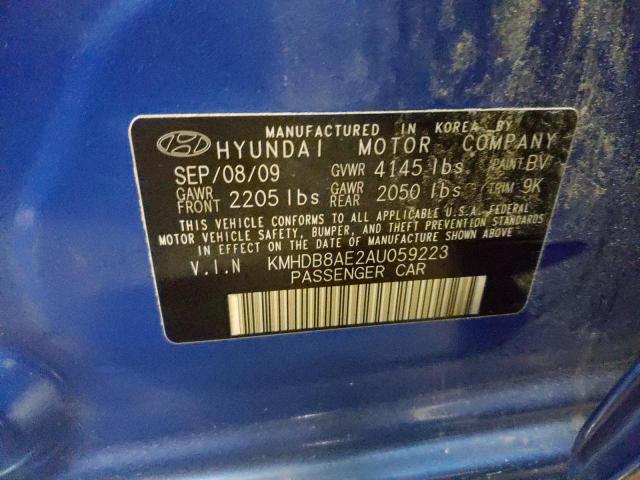 MANUFACTURED IN KOREA BY
HYUNDAI MOTOR COMPANY
SEP/08/09 GVWR 4145 lbs PAINT BV
GAWR FRONT 2205 lbs GAWR REAR 2050 lbs TRIM 9K
THIS VEHICLE CONFORMS TO ALL APPLICABLE U.S.A. FEDERAL
MOTOR VEHICLE SAFETY, BUMPER, AND THEFT PREVENTION STANDARDS
IN EFFECT ON THE DATE OF MANUFACTURE SHOWN ABOVE.
V.I.N KMHDB8AE2AU059223
PASSENGER CAR